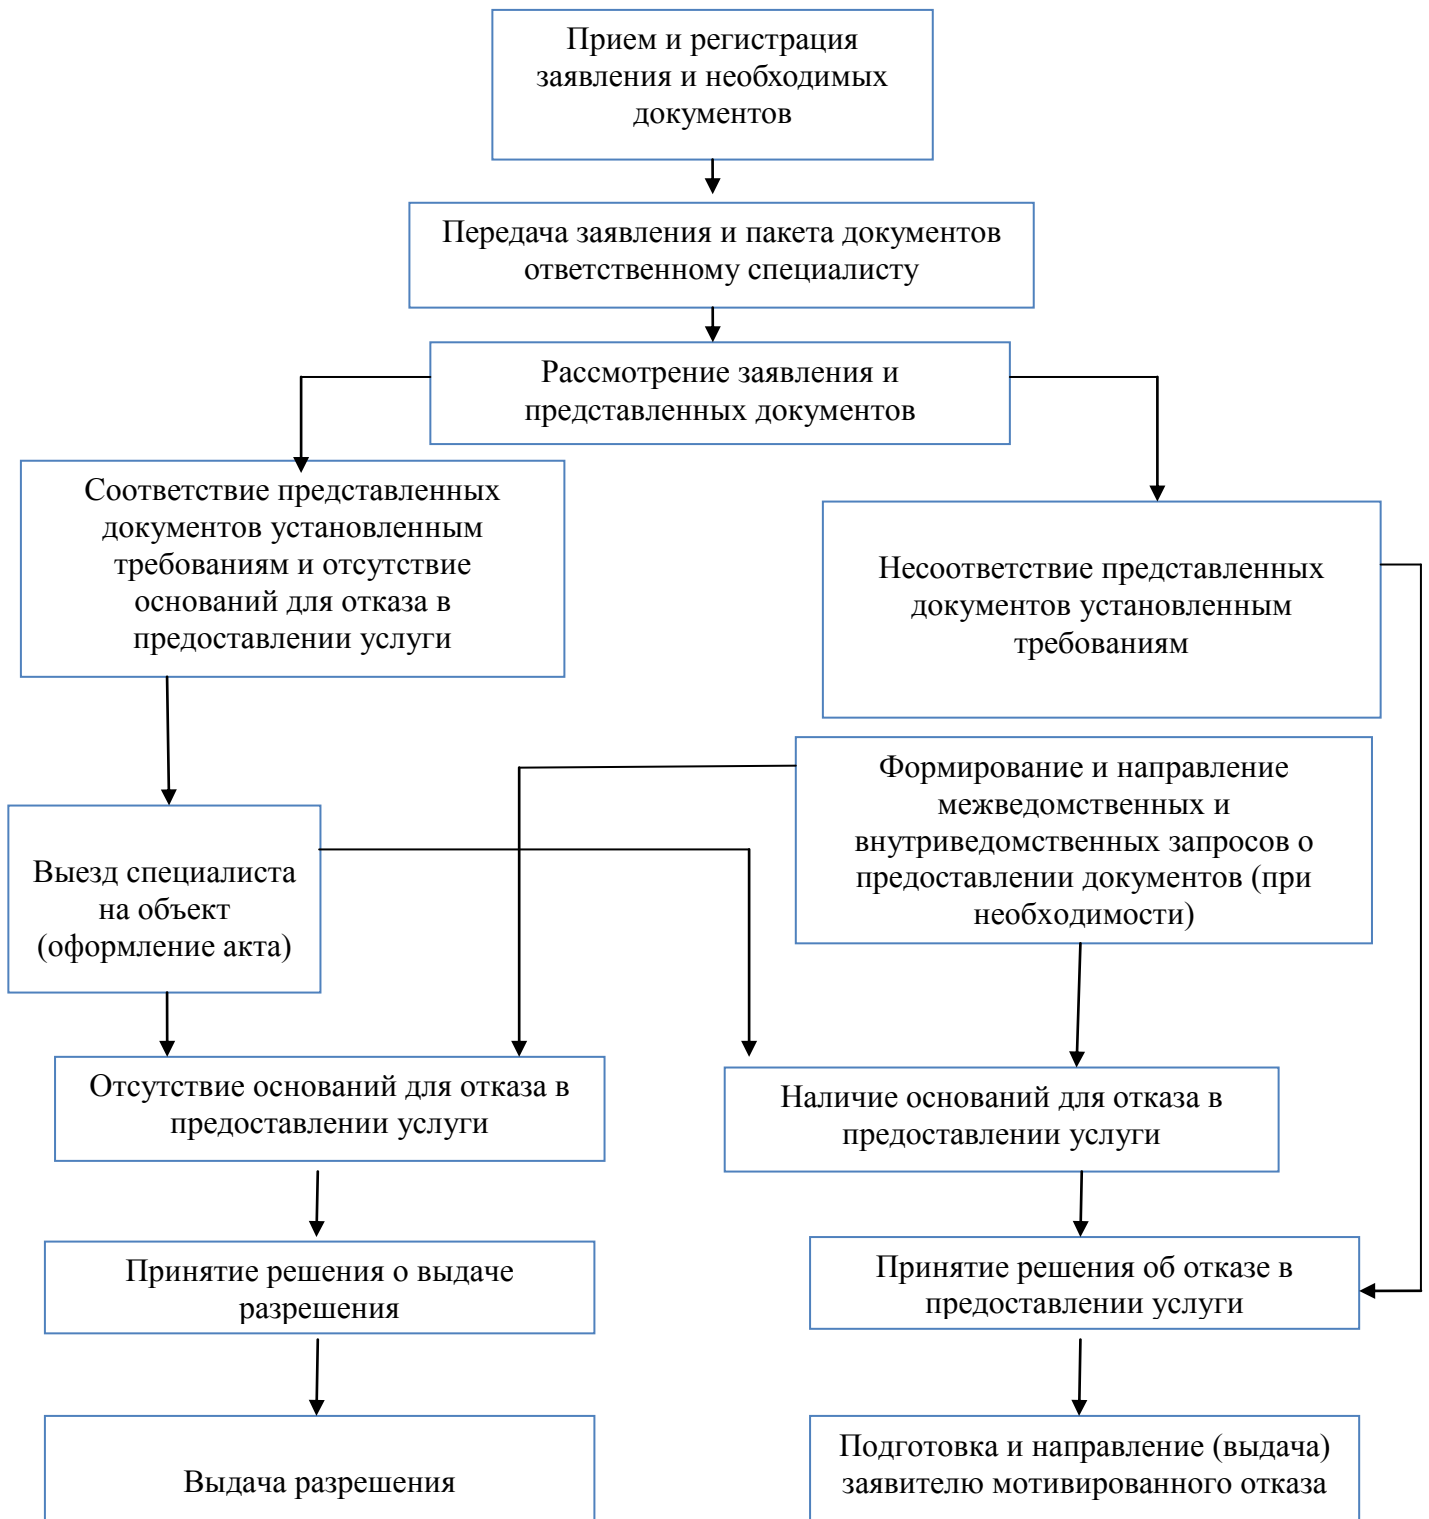 Прием и регистрация
заявления и необходимых
документов
Передача заявления и пакета документов
ответственному специалисту
Рассмотрение заявления и
представленных документов
Соответствие представленных
документов установленным
требованиям и отсутствие
оснований для отказа в
предоставлении услуги
Несоответствие представленных
документов установленным
требованиям
Формирование и направление
межведомственных и
внутриведомственных запросов о
предоставлении документов (при
необходимости)
Выезд специалиста
на объект
(оформление акта)
Отсутствие оснований для отказа в
предоставлении услуги
Наличие оснований для отказа в
предоставлении услуги
Принятие решения о выдаче
разрешения
Принятие решения об отказе в
предоставлении услуги
Выдача разрешения
Подготовка и направление (выдача)
заявителю мотивированного отказа